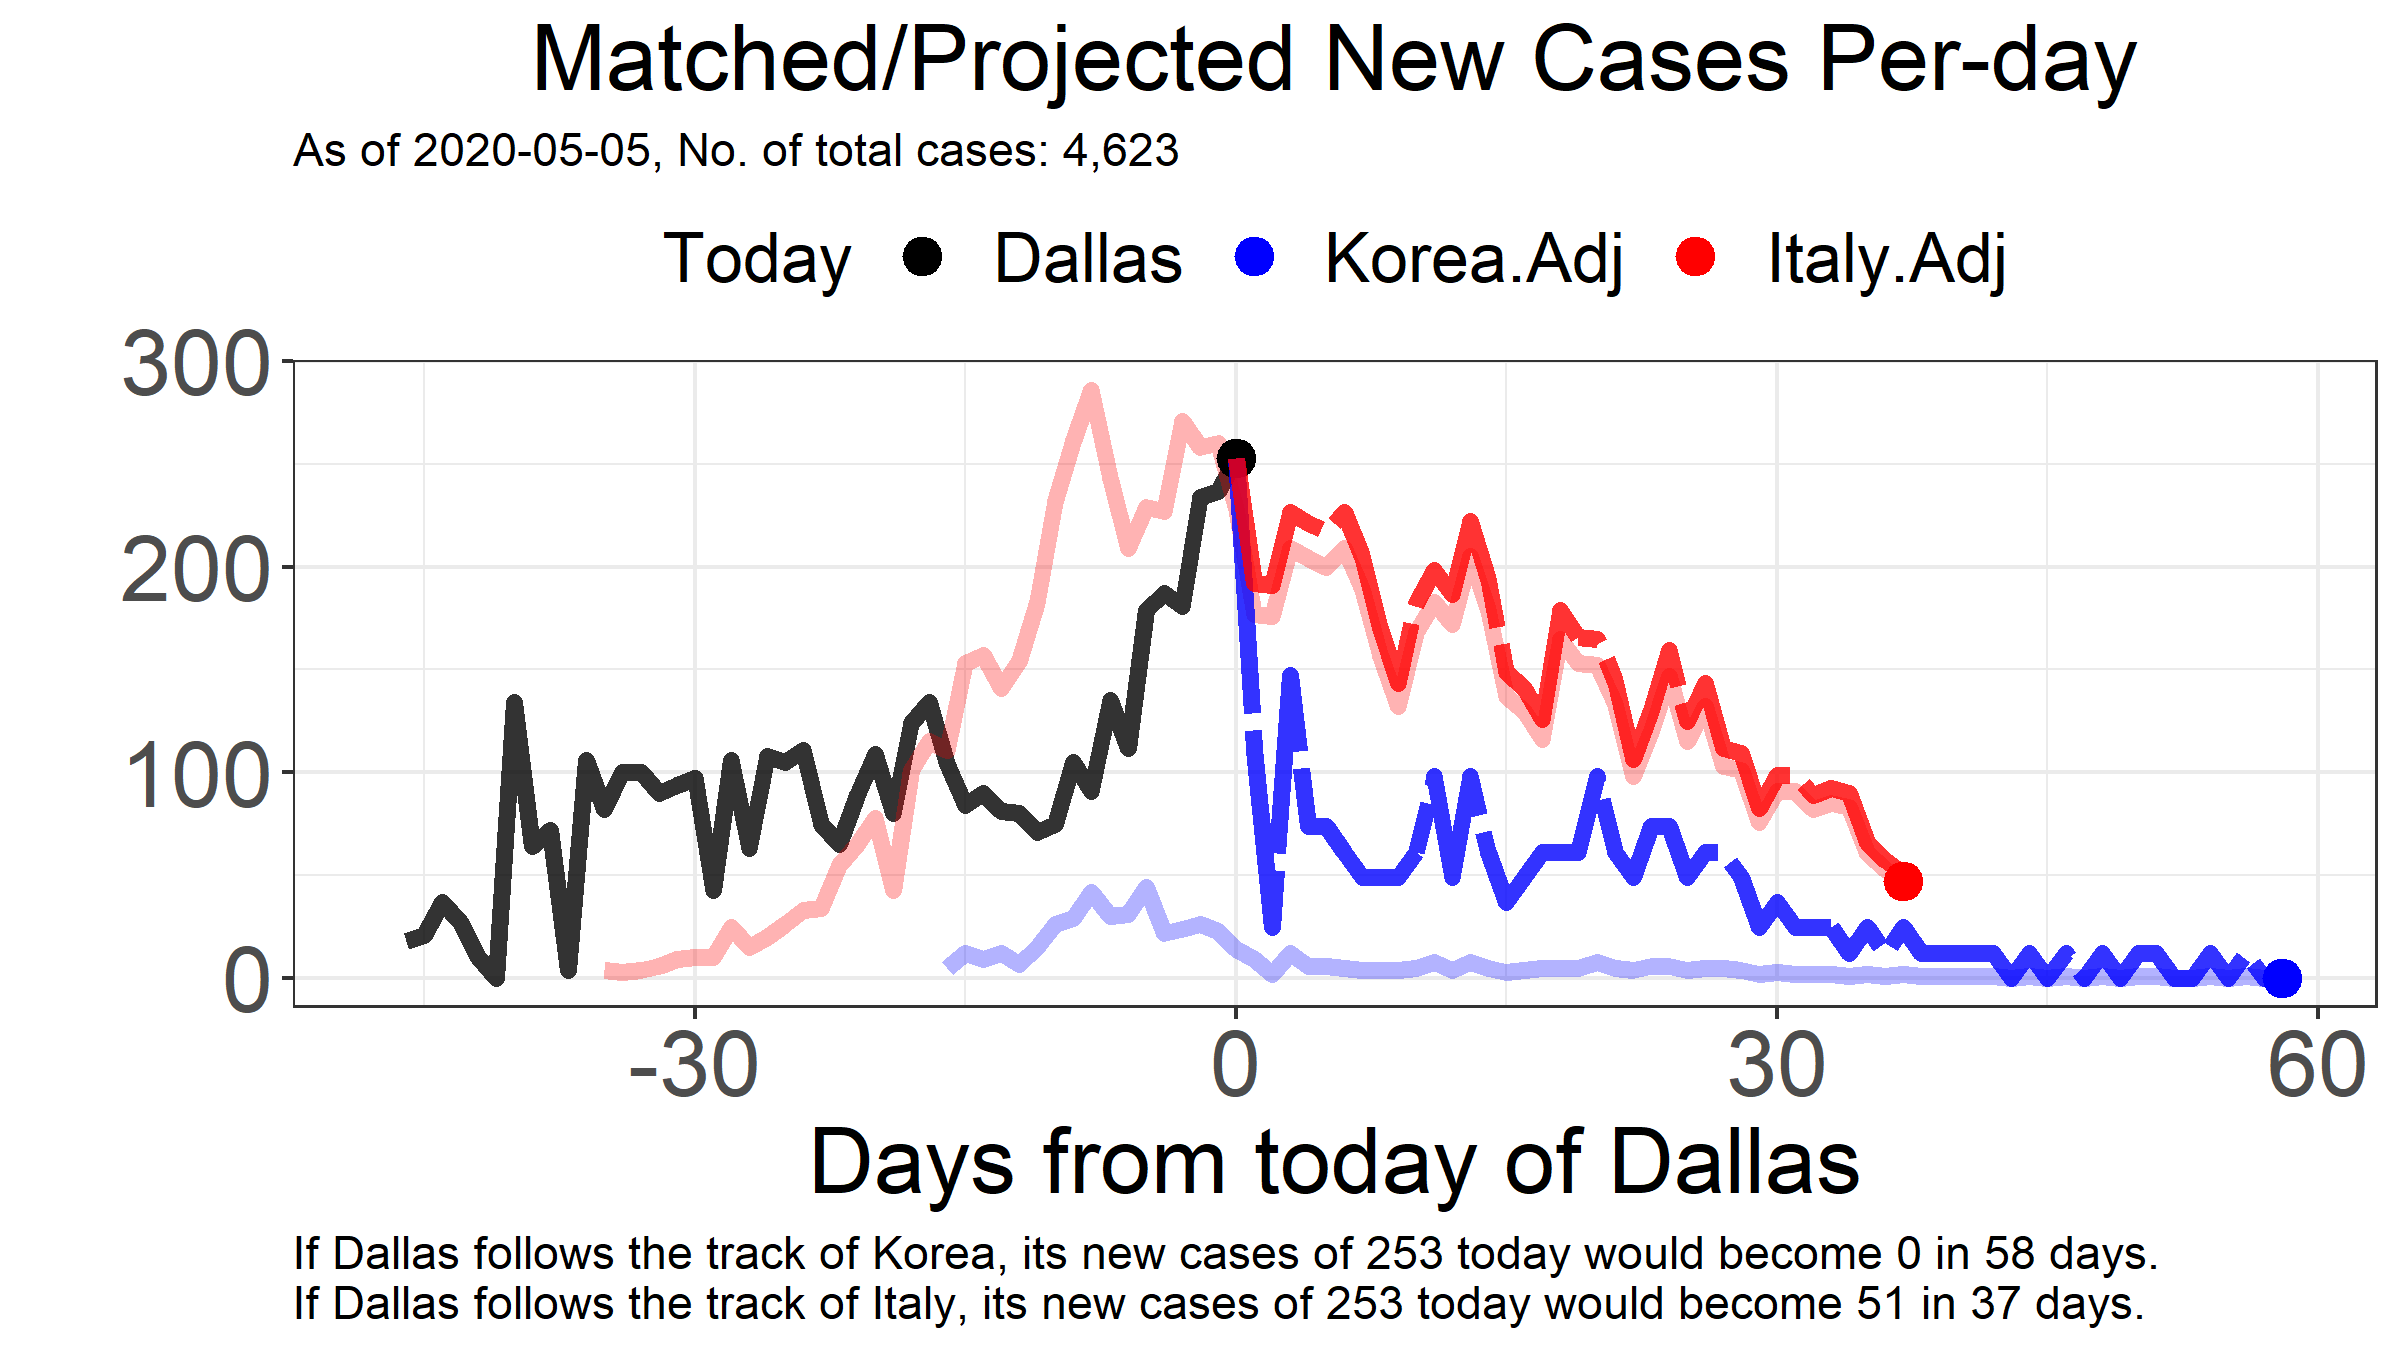 Matched/Projected New Cases Per-day
As of 2020-05-05, No. of total cases: 4,623
Today Dallas Korea.Adj Italy.Adj
300
200
100
0
-30 0 30 60
Days from today of Dallas
If Dallas follows the track of Korea, its new cases of 253 today would become 0 in 58 days.
If Dallas follows the track of Italy, its new cases of 253 today would become 51 in 37 days.